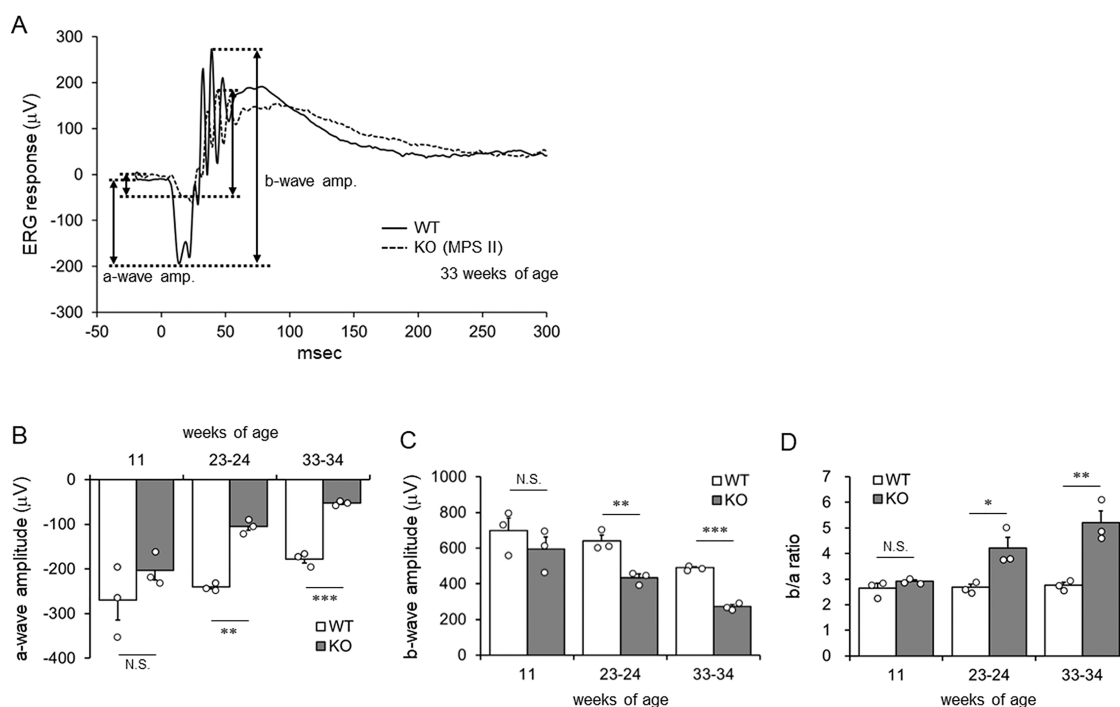 A
300
200
100
0
-100
-200
-300
ERG response (μV)
b-wave amp.
WT
KO (MPS II)
33 weeks of age
a-wave amp.
-50 0 50 100 150 200 250 300
msec
B
weeks of age
11 23-24 33-34
0
-100
-200
-300
-400
a-wave amplitude (μV)
N.S.
**
***
WT
KO
C
1000
800
600
400
200
0
b-wave amplitude (μV)
N.S.
**
***
WT
KO
11 23-24 33-34
weeks of age
D
7
6
5
4
3
2
1
0
b/a ratio
WT
KO
N.S.
*
**
11 23-24 33-34
weeks of age